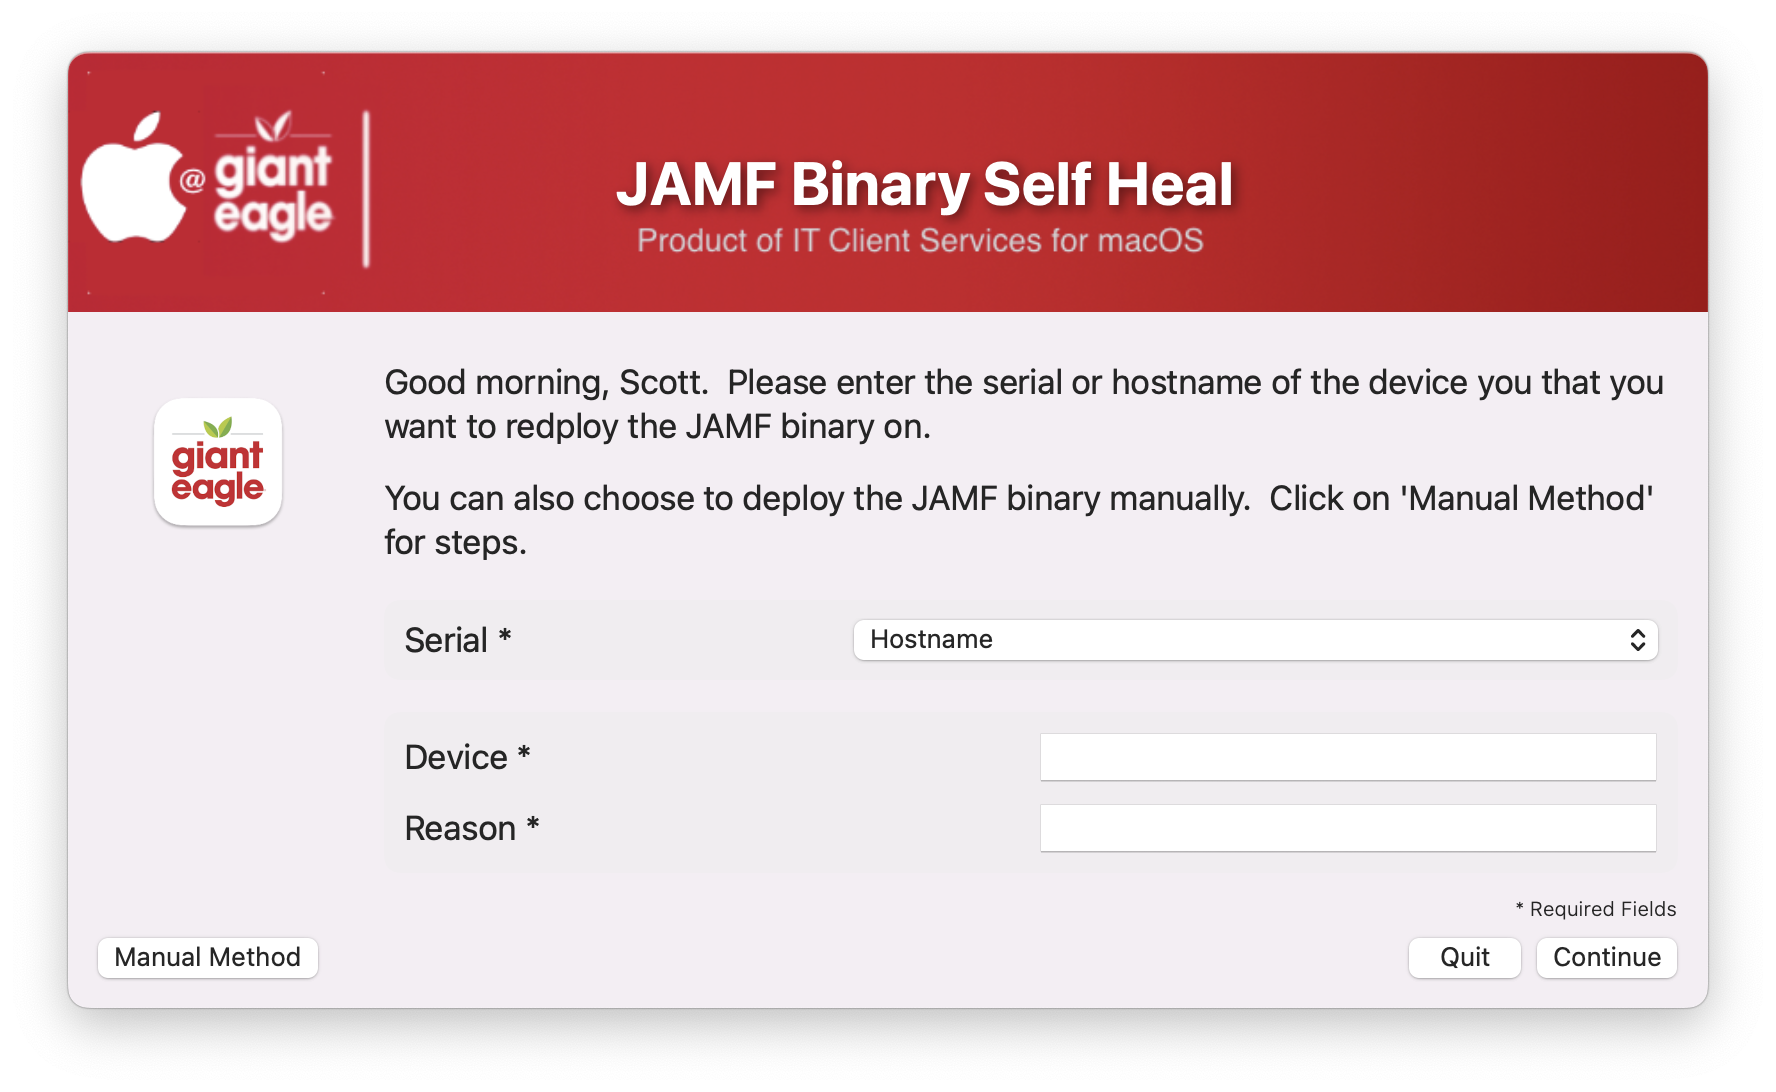 @ giant
eagle
JAMF Binary Self Heal
Product of IT Client Services for macOS
giant
eagle
Good morning, Scott.  Please enter the serial or hostname of the device you that you
want to redploy the JAMF binary on.
You can also choose to deploy the JAMF binary manually.  Click on 'Manual Method'
for steps.
Serial * Hostname
Device *
Reason *
* Required Fields
Manual Method Quit Continue